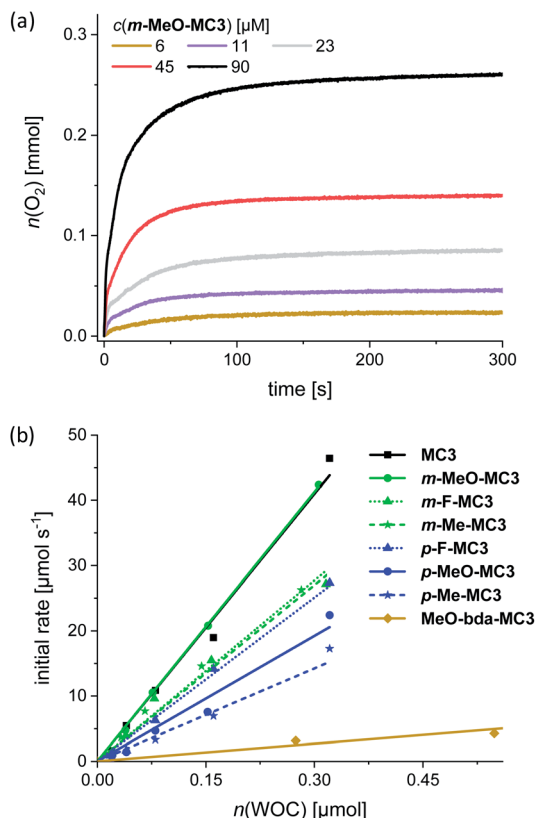 (a)
c(m-MeO-MC3) [µM]
6 11 23
45 90
n(O₂) [mmol]
0.3
0.2
0.1
0.0
0 100 200 300
time [s]
(b)
initial rate [µmol s⁻¹]
50
40
30
20
10
0
0.00 0.15 0.30 0.45
n(WOC) [µmol]
MC3
m-MeO-MC3
m-F-MC3
m-Me-MC3
p-F-MC3
p-MeO-MC3
p-Me-MC3
MeO-bda-MC3